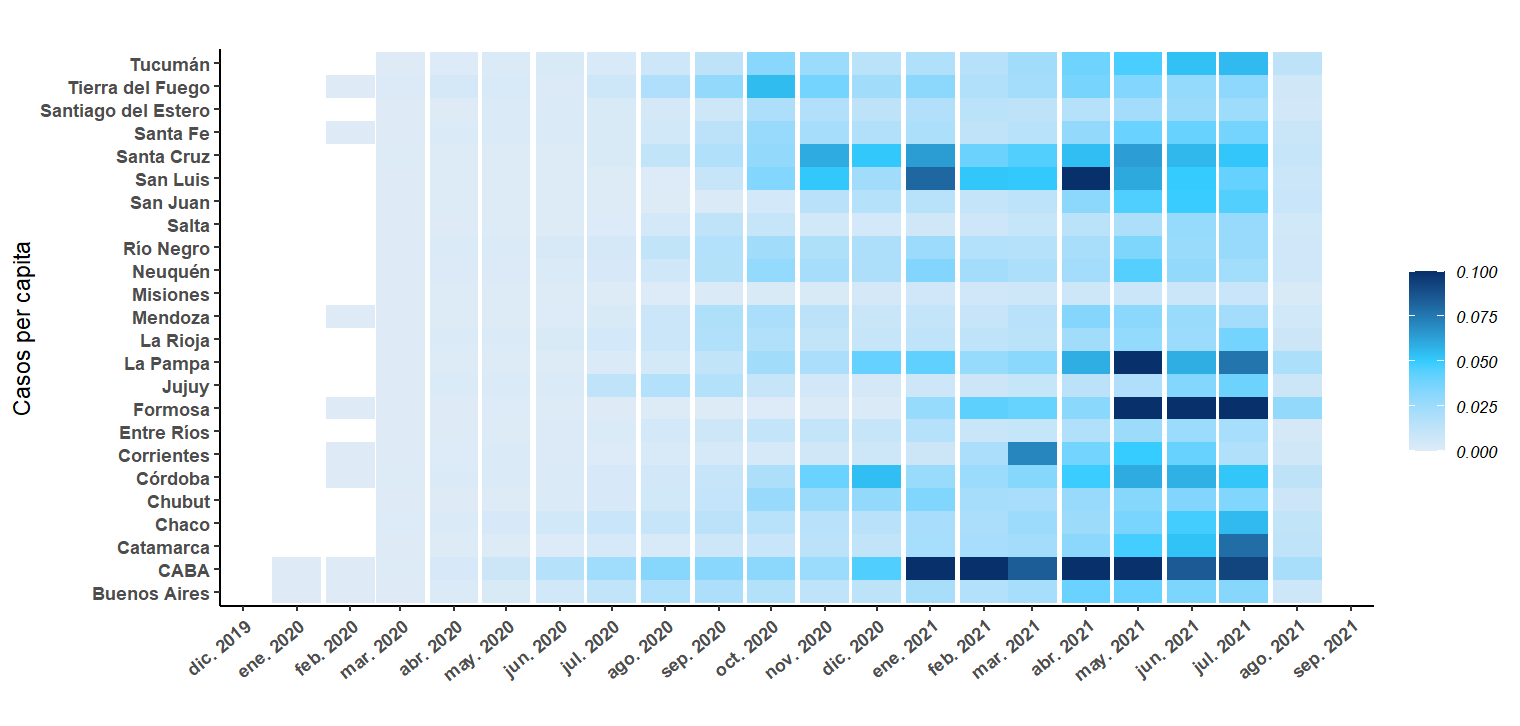 Casos per capita
Tucumán
Tierra del Fuego
Santiago del Estero
Santa Fe
Santa Cruz
San Luis
San Juan
Salta
Río Negro
Neuquén
Misiones
Mendoza
La Rioja
La Pampa
Jujuy
Formosa
Entre Ríos
Corrientes
Córdoba
Chubut
Chaco
Catamarca
CABA
Buenos Aires
dic. 2019
ene. 2020
feb. 2020
mar. 2020
abr. 2020
may. 2020
jun. 2020
jul. 2020
ago. 2020
sep. 2020
oct. 2020
nov. 2020
dic. 2020
ene. 2021
feb. 2021
mar. 2021
abr. 2021
may. 2021
jun. 2021
jul. 2021
ago. 2021
sep. 2021
0.100
0.075
0.050
0.025
0.000